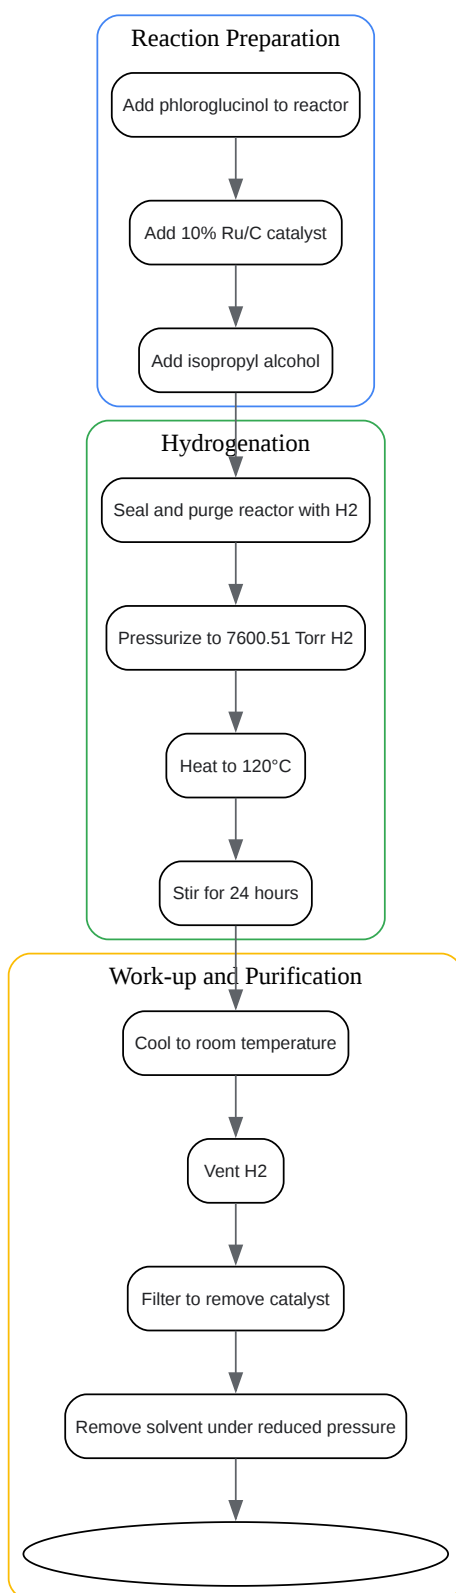 Reaction Preparation
Add phloroglucinol to reactor
Add 10% Ru/C catalyst
Add isopropyl alcohol
Hydrogenation
Seal and purge reactor with H2
Pressurize to 7600.51 Torr H2
Heat to 120°C
Stir for 24 hours
Work-up and Purification
Cool to room temperature
Vent H2
Filter to remove catalyst
Remove solvent under reduced pressure